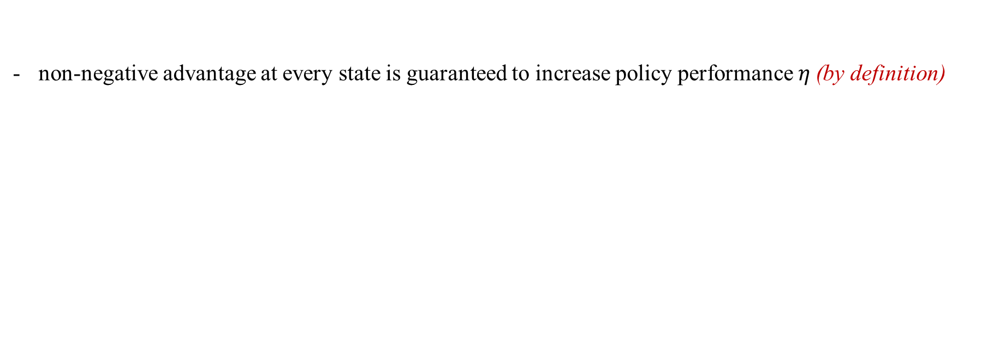 - non-negative advantage at every state is guaranteed to increase policy performance η (by definition)